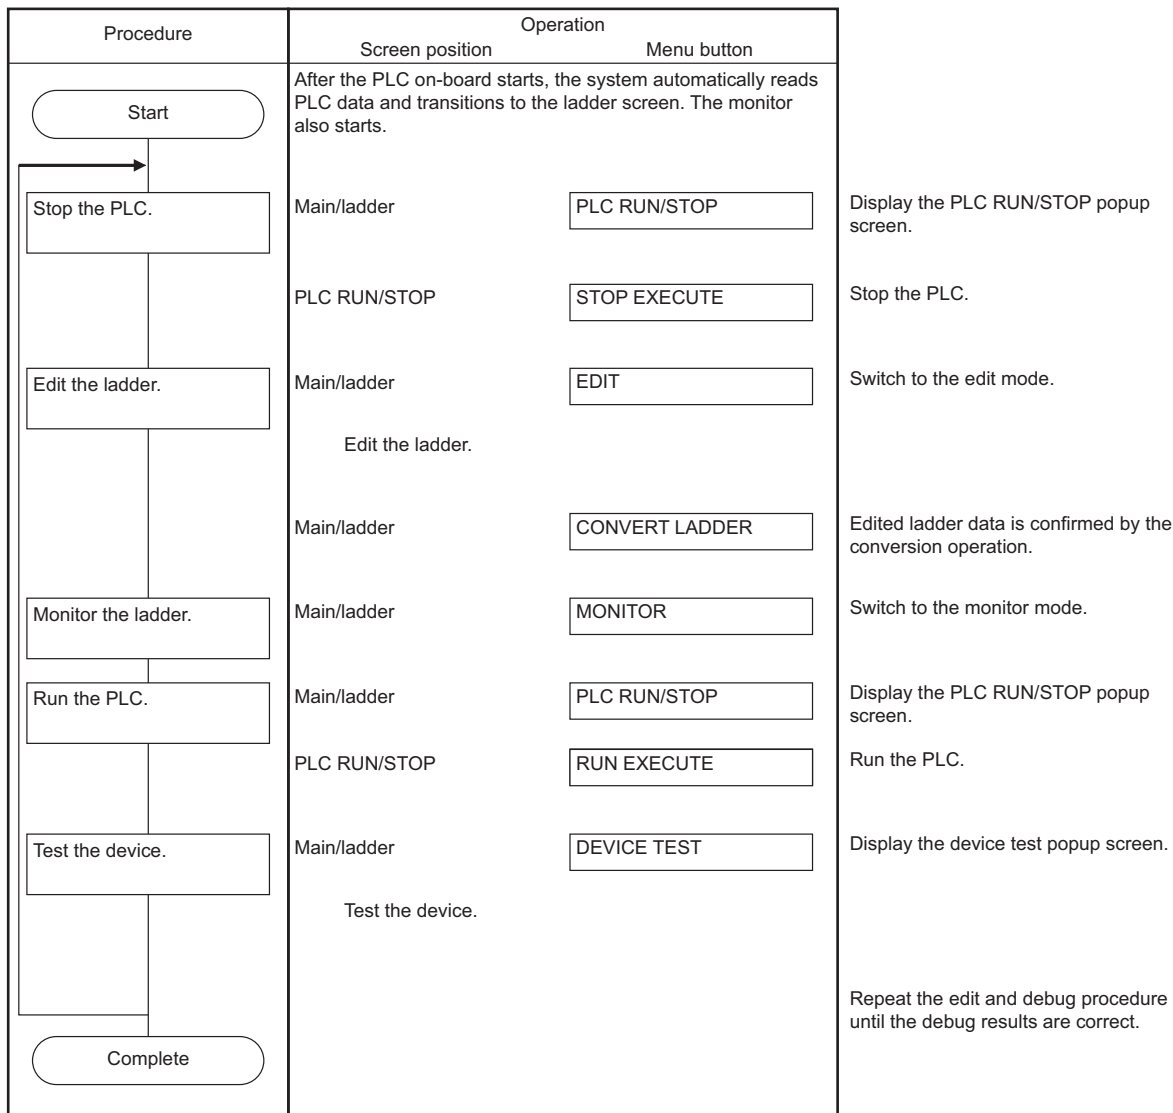 Procedure
Operation
Screen position
Menu button
After the PLC on-board starts, the system automatically reads
PLC data and transitions to the ladder screen. The monitor
also starts.
Start
Stop the PLC.
Main/ladder
PLC RUN/STOP
Display the PLC RUN/STOP popup
screen.
PLC RUN/STOP
STOP EXECUTE
Stop the PLC.
Edit the ladder.
Main/ladder
EDIT
Switch to the edit mode.
Edit the ladder.
Main/ladder
CONVERT LADDER
Edited ladder data is confirmed by the
conversion operation.
Monitor the ladder.
Main/ladder
MONITOR
Switch to the monitor mode.
Run the PLC.
Main/ladder
PLC RUN/STOP
Display the PLC RUN/STOP popup
screen.
PLC RUN/STOP
RUN EXECUTE
Run the PLC.
Test the device.
Main/ladder
DEVICE TEST
Display the device test popup screen.
Test the device.
Repeat the edit and debug procedure
until the debug results are correct.
Complete